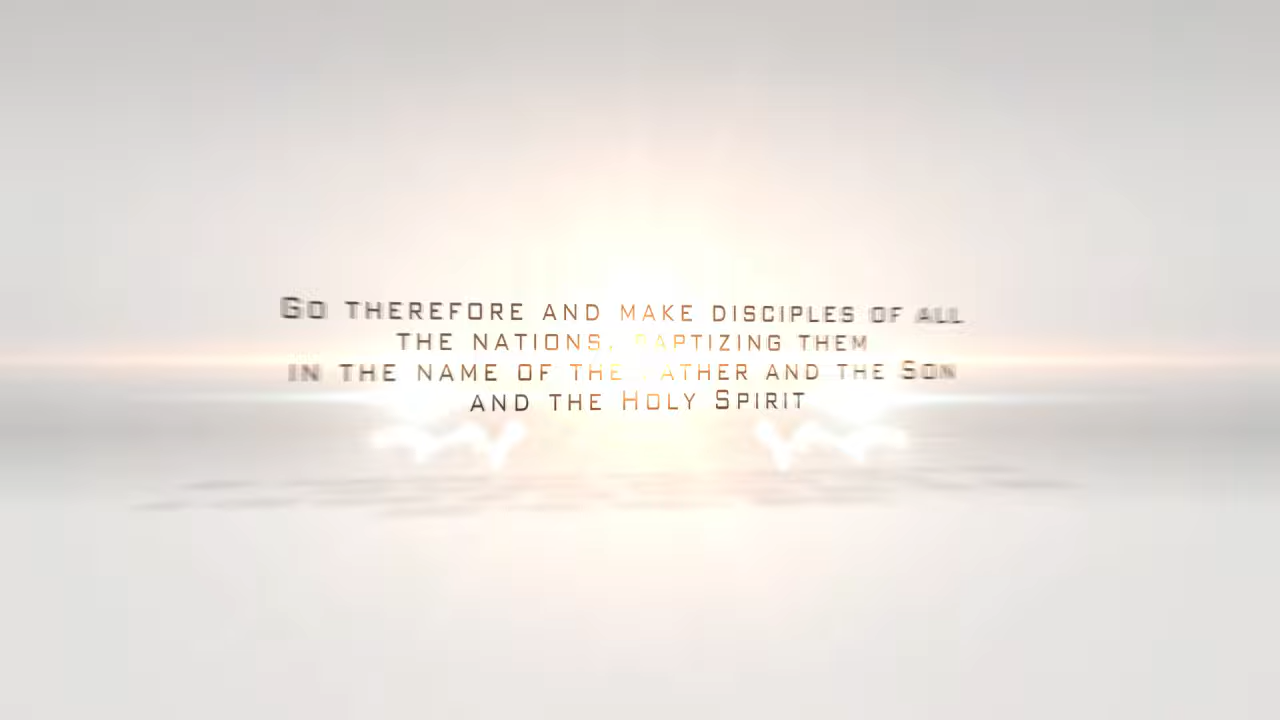 Go therefore and make disciples of all
the nations, baptizing them
in the name of the Father and the Son
and the Holy Spirit